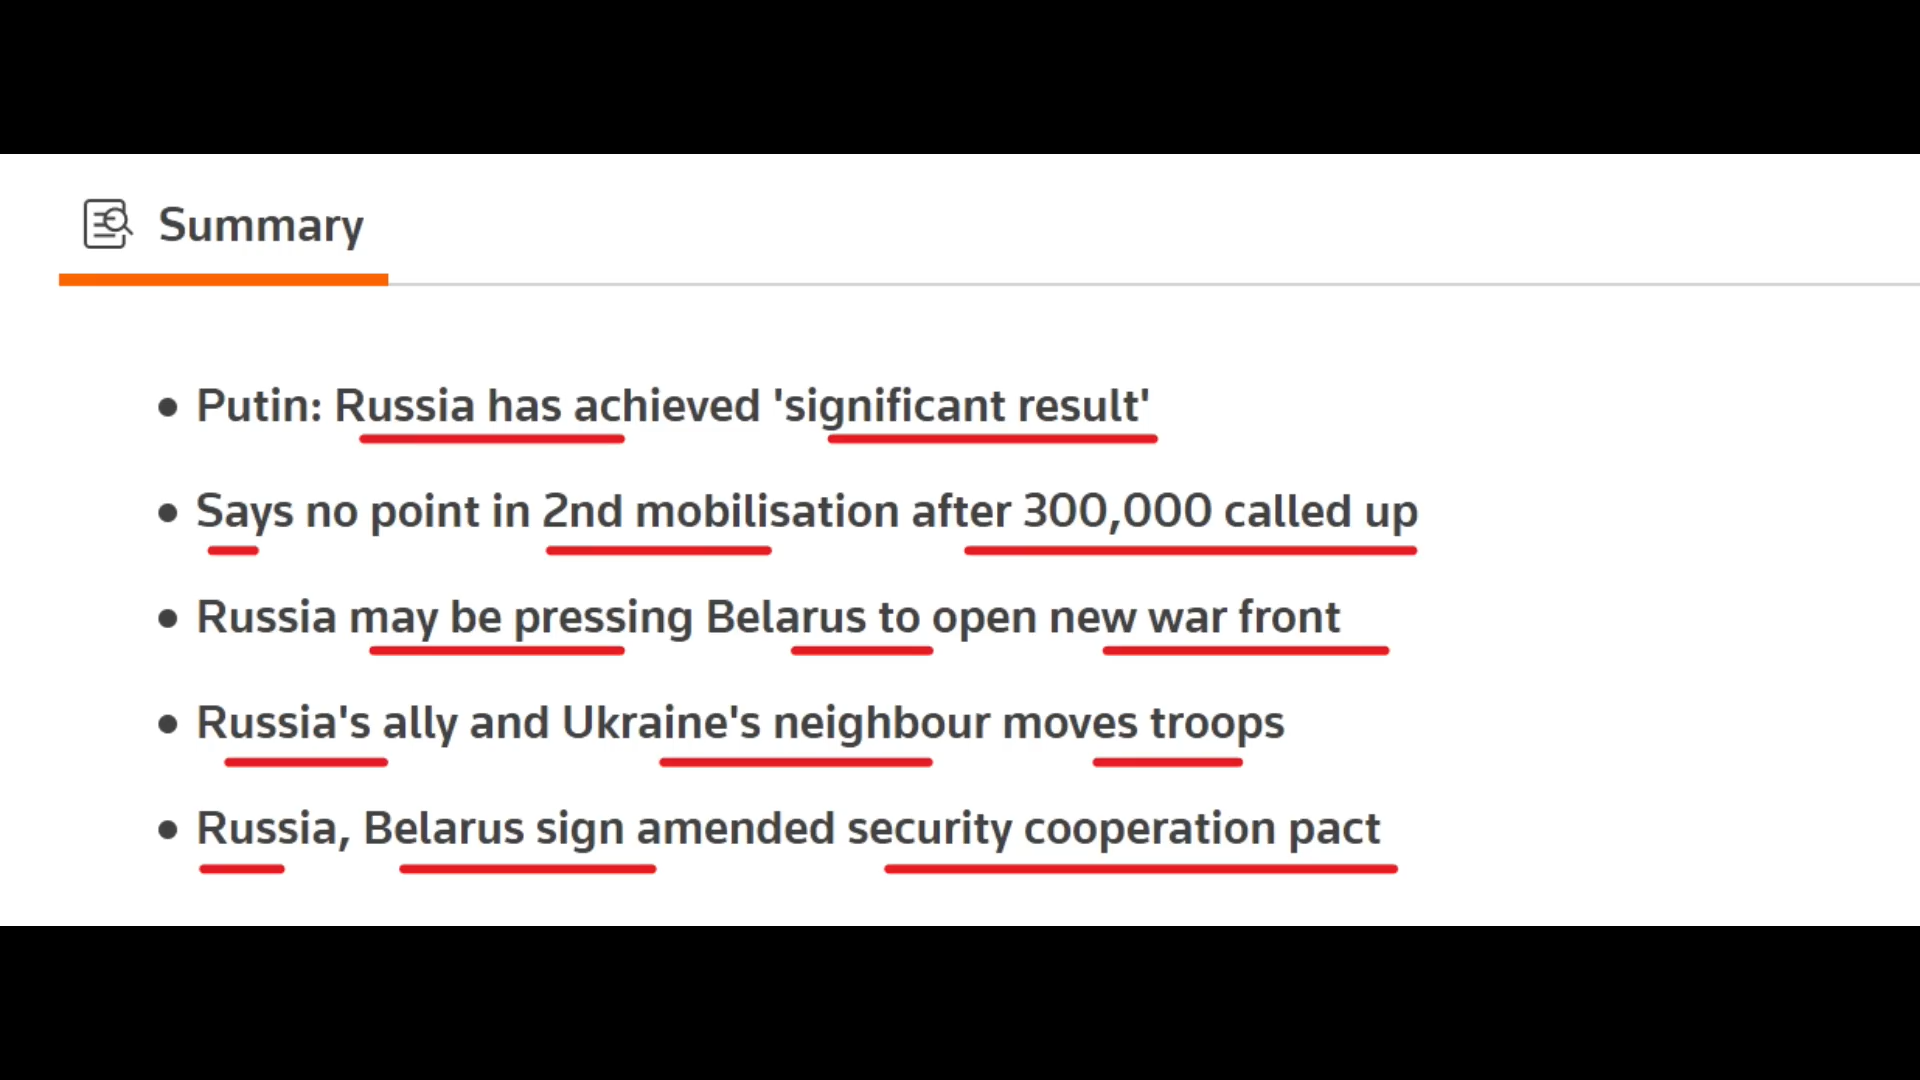 Summary
• Putin: Russia has achieved 'significant result'
• Says no point in 2nd mobilisation after 300,000 called up
• Russia may be pressing Belarus to open new war front
• Russia's ally and Ukraine's neighbour moves troops
• Russia, Belarus sign amended security cooperation pact